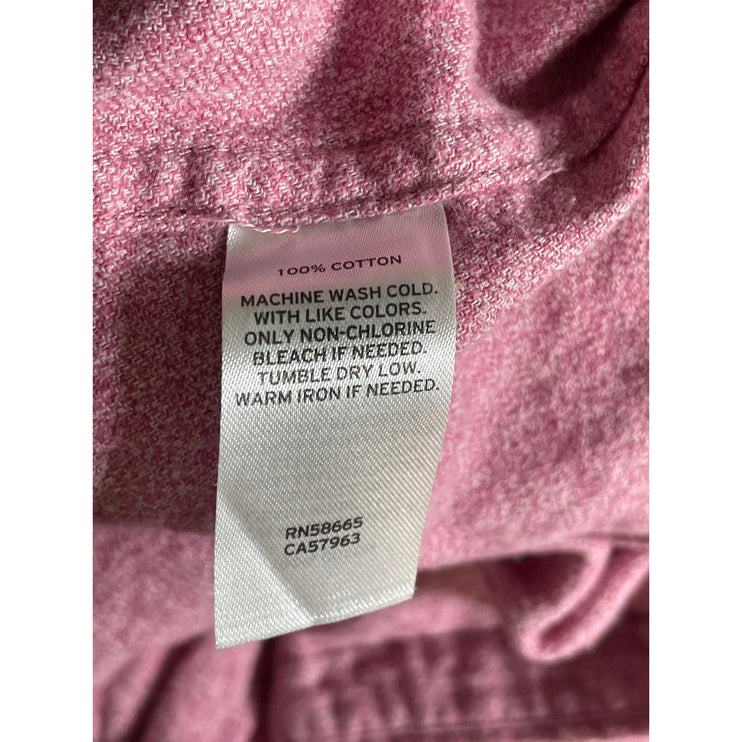 100% COTTON
MACHINE WASH COLD.
WITH LIKE COLORS.
ONLY NON-CHLORINE
BLEACH IF NEEDED.
TUMBLE DRY LOW.
WARM IRON IF NEEDED.
RN58665
CA57963